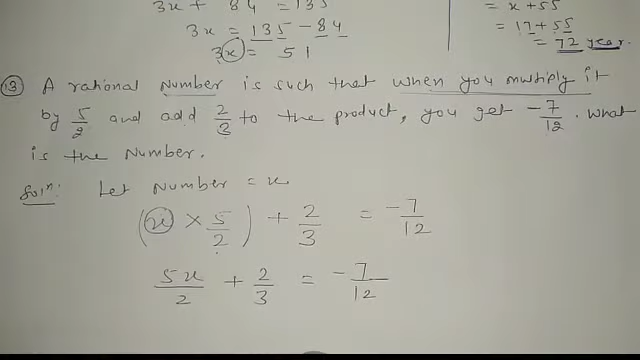 3x + 84 = 135
3x = 135 - 84
3x = 51
= x + 55
= 17 + 55
= 72 year.
(3) A rational Number is such that when you multiply it
by 5/2 and add 2/3 to the product, you get -7/12. What
is the Number.
Soln: Let Number = x
(x × 5/2) + 2/3 = -7/12
5x/2 + 2/3 = -7/12